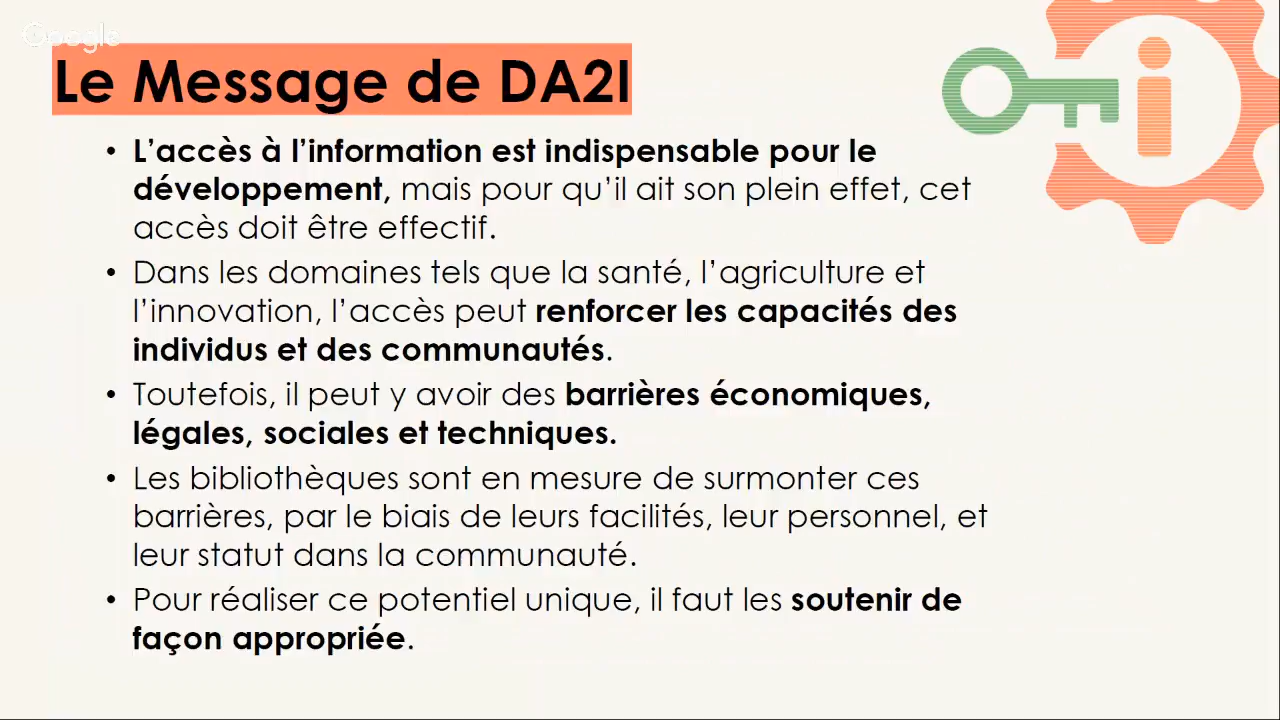 Google
Le Message de DA2I
• L’accès à l’information est indispensable pour le
développement, mais pour qu’il ait son plein effet, cet
accès doit être effectif.
• Dans les domaines tels que la santé, l’agriculture et
l’innovation, l’accès peut renforcer les capacités des
individus et des communautés.
• Toutefois, il peut y avoir des barrières économiques,
légales, sociales et techniques.
• Les bibliothèques sont en mesure de surmonter ces
barrières, par le biais de leurs facilités, leur personnel, et
leur statut dans la communauté.
• Pour réaliser ce potentiel unique, il faut les soutenir de
façon appropriée.